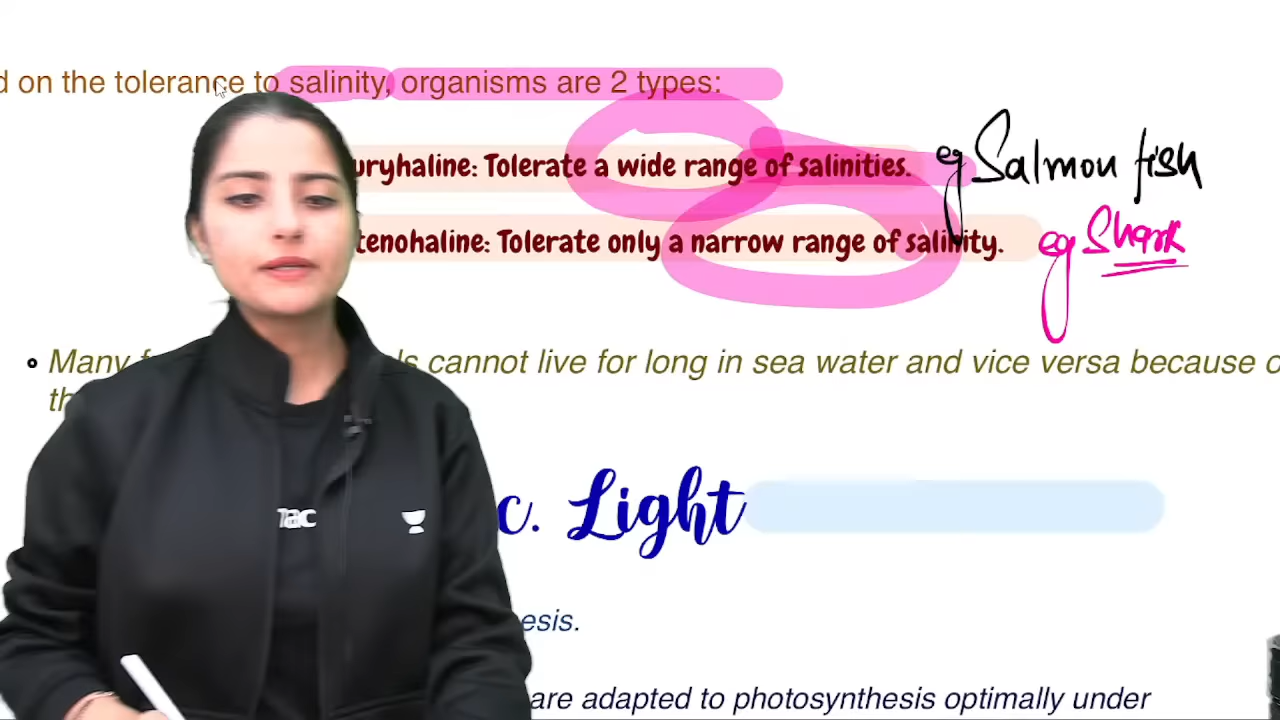 d on the tolerance to salinity, organisms are 2 types:
uryhaline: Tolerate a wide range of salinities. eg Salmon fish
tenohaline: Tolerate only a narrow range of salinity. eg Shark
Many f ls cannot live for long in sea water and vice versa because o
th
c. Light
nac
esis.
are adapted to photosynthesis optimally under